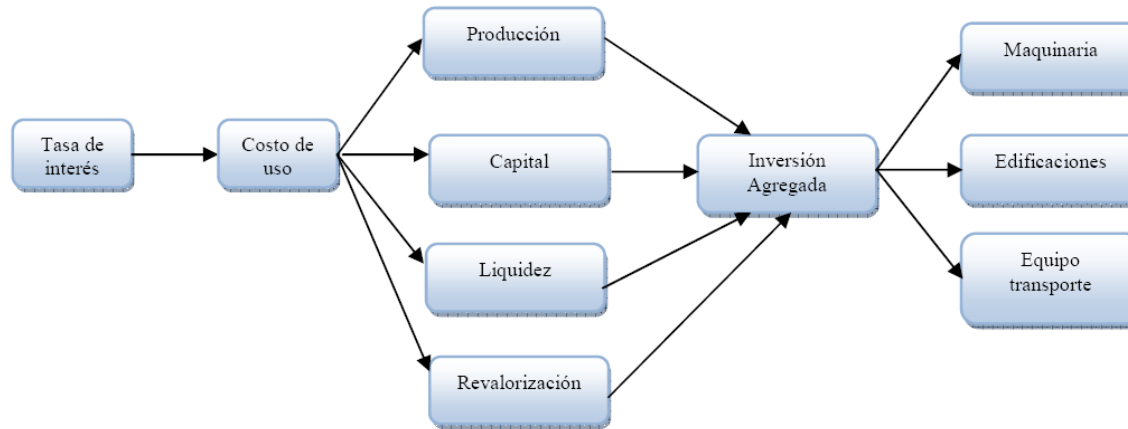 Tasa de
interés
Costo de
uso
Producción
Capital
Liquidez
Revalorización
Inversión
Agregada
Maquinaria
Edificaciones
Equipo
transporte